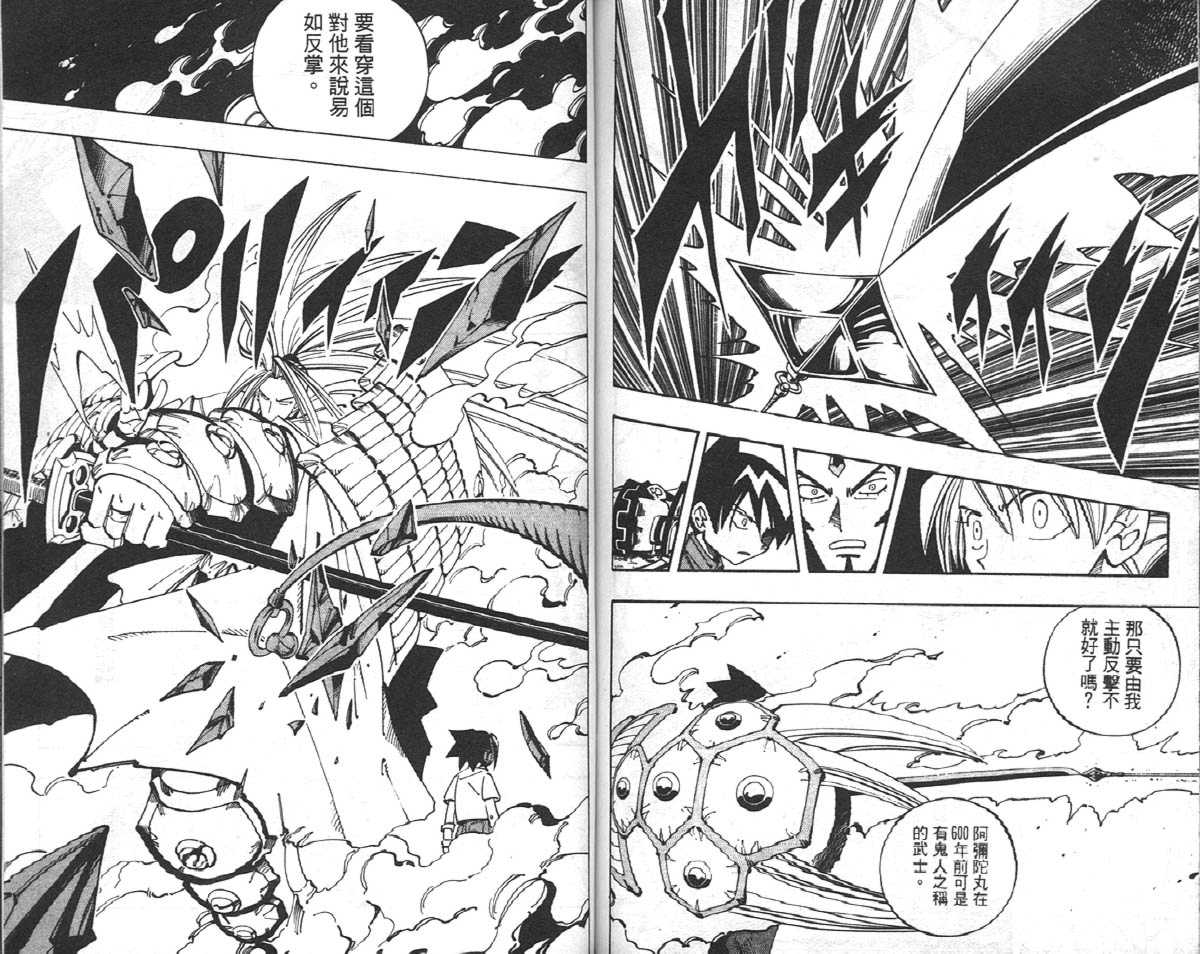 那只要由我
主動反擊不
就好了嗎？
阿彌陀丸在
600年前可是
有鬼人之稱
的武士。
要看穿這個
對他來說易
如反掌。